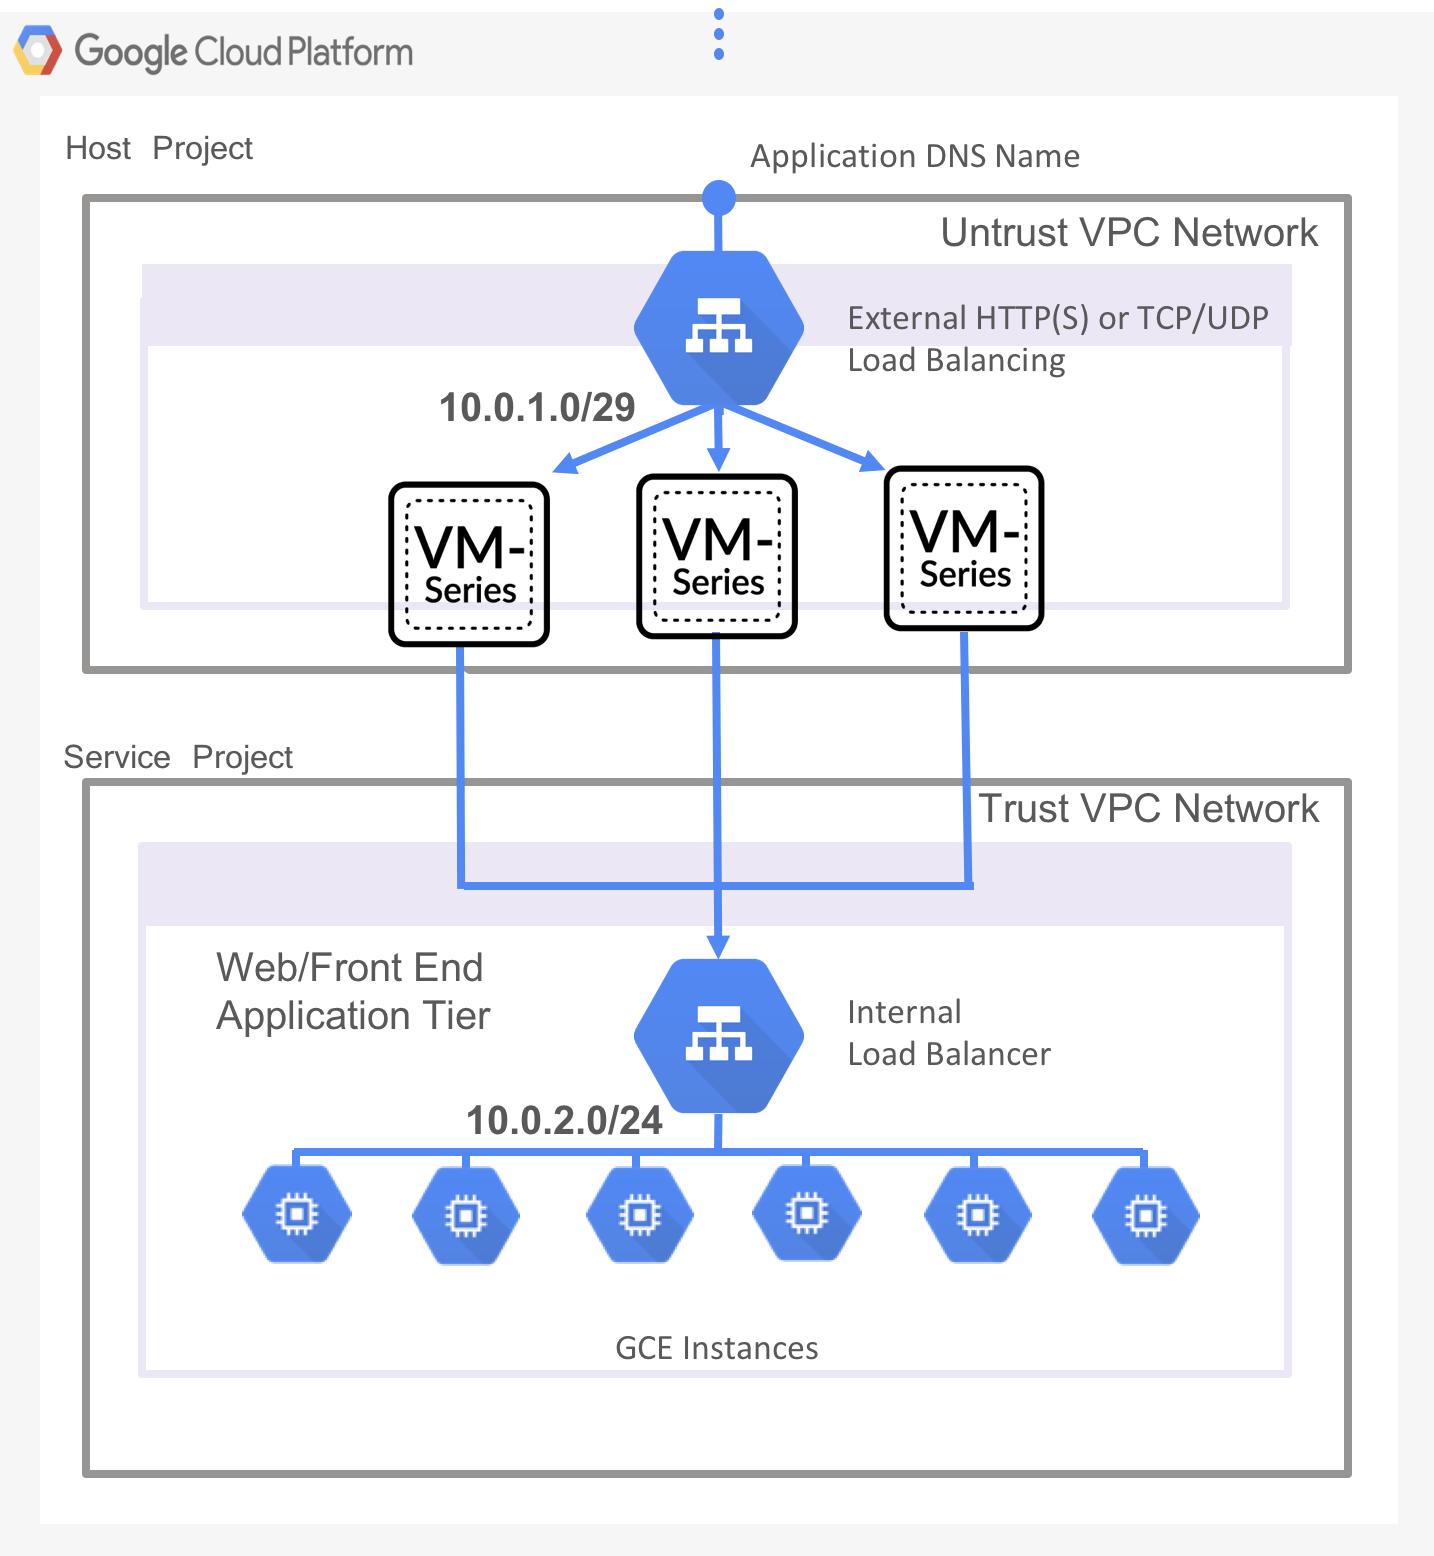 Google Cloud Platform
Host Project
Application DNS Name
Untrust VPC Network
External HTTP(S) or TCP/UDP
Load Balancing
10.0.1.0/29
VM-
Series
VM-
Series
VM-
Series
Service Project
Trust VPC Network
Web/Front End
Application Tier
Internal
Load Balancer
10.0.2.0/24
GCE Instances